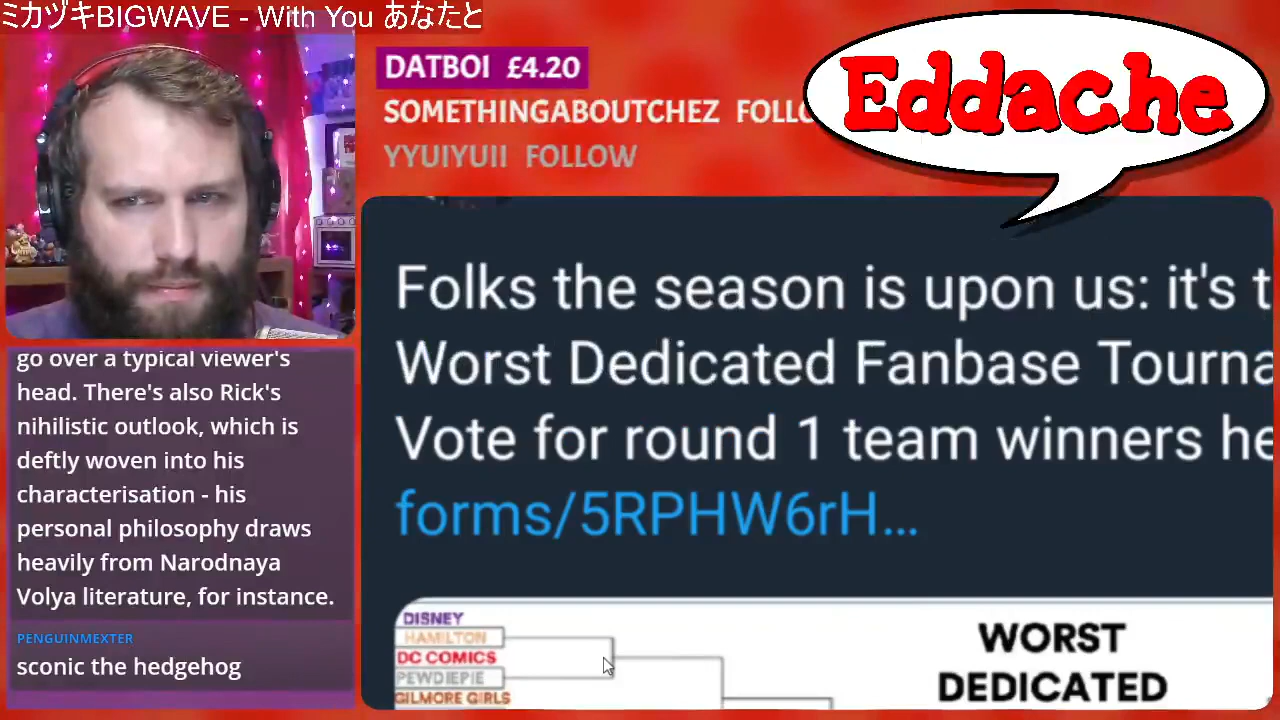 ミカヅキBIGWAVE - With You あなたと
DATBOI £4.20
SOMETHINGABOUTCHEZ FOLLO
YYUIYUII FOLLOW
Eddache
Folks the season is upon us: it's t
Worst Dedicated Fanbase Tourna
Vote for round 1 team winners he
forms/5RPHW6rH...
DISNEY
HAMILTON
DC COMICS
PEWDIEPIE
GILMORE GIRLS
WORST
DEDICATED
go over a typical viewer's
head. There's also Rick's
nihilistic outlook, which is
deftly woven into his
characterisation - his
personal philosophy draws
heavily from Narodnaya
Volya literature, for instance.
PENGUINMEXTER
sconic the hedgehog